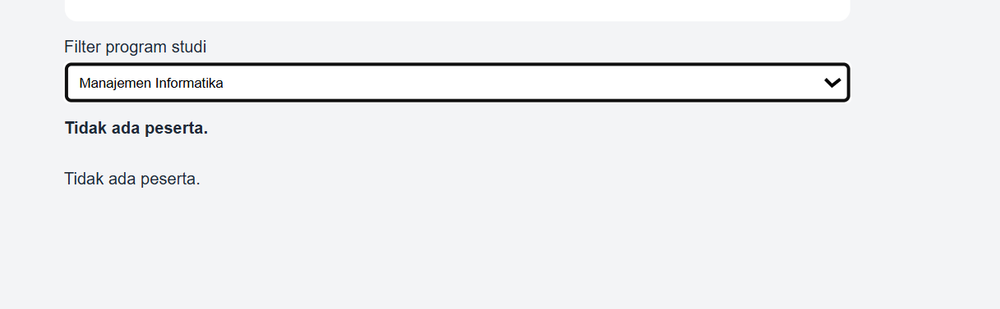 Filter program studi
Manajemen Informatika
Tidak ada peserta.
Tidak ada peserta.